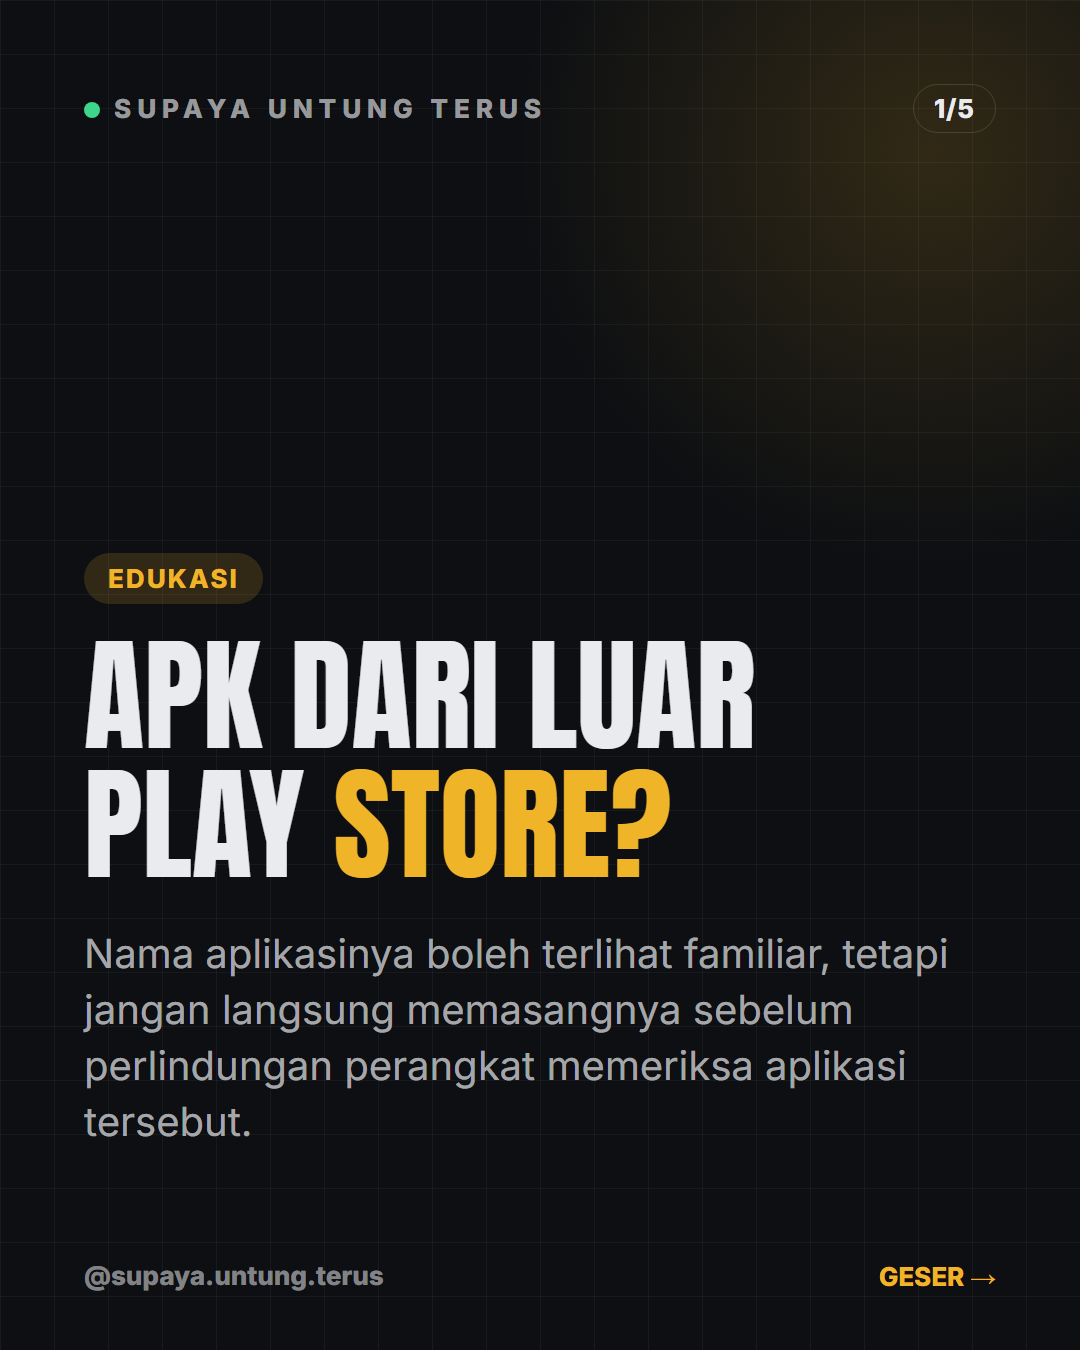 SUPAYA UNTUNG TERUS
1/5
EDUKASI
APK DARI LUAR
PLAY STORE?
Nama aplikasinya boleh terlihat familiar, tetapi
jangan langsung memasangnya sebelum
perlindungan perangkat memeriksa aplikasi
tersebut.
@supaya.untung.terus
GESER →